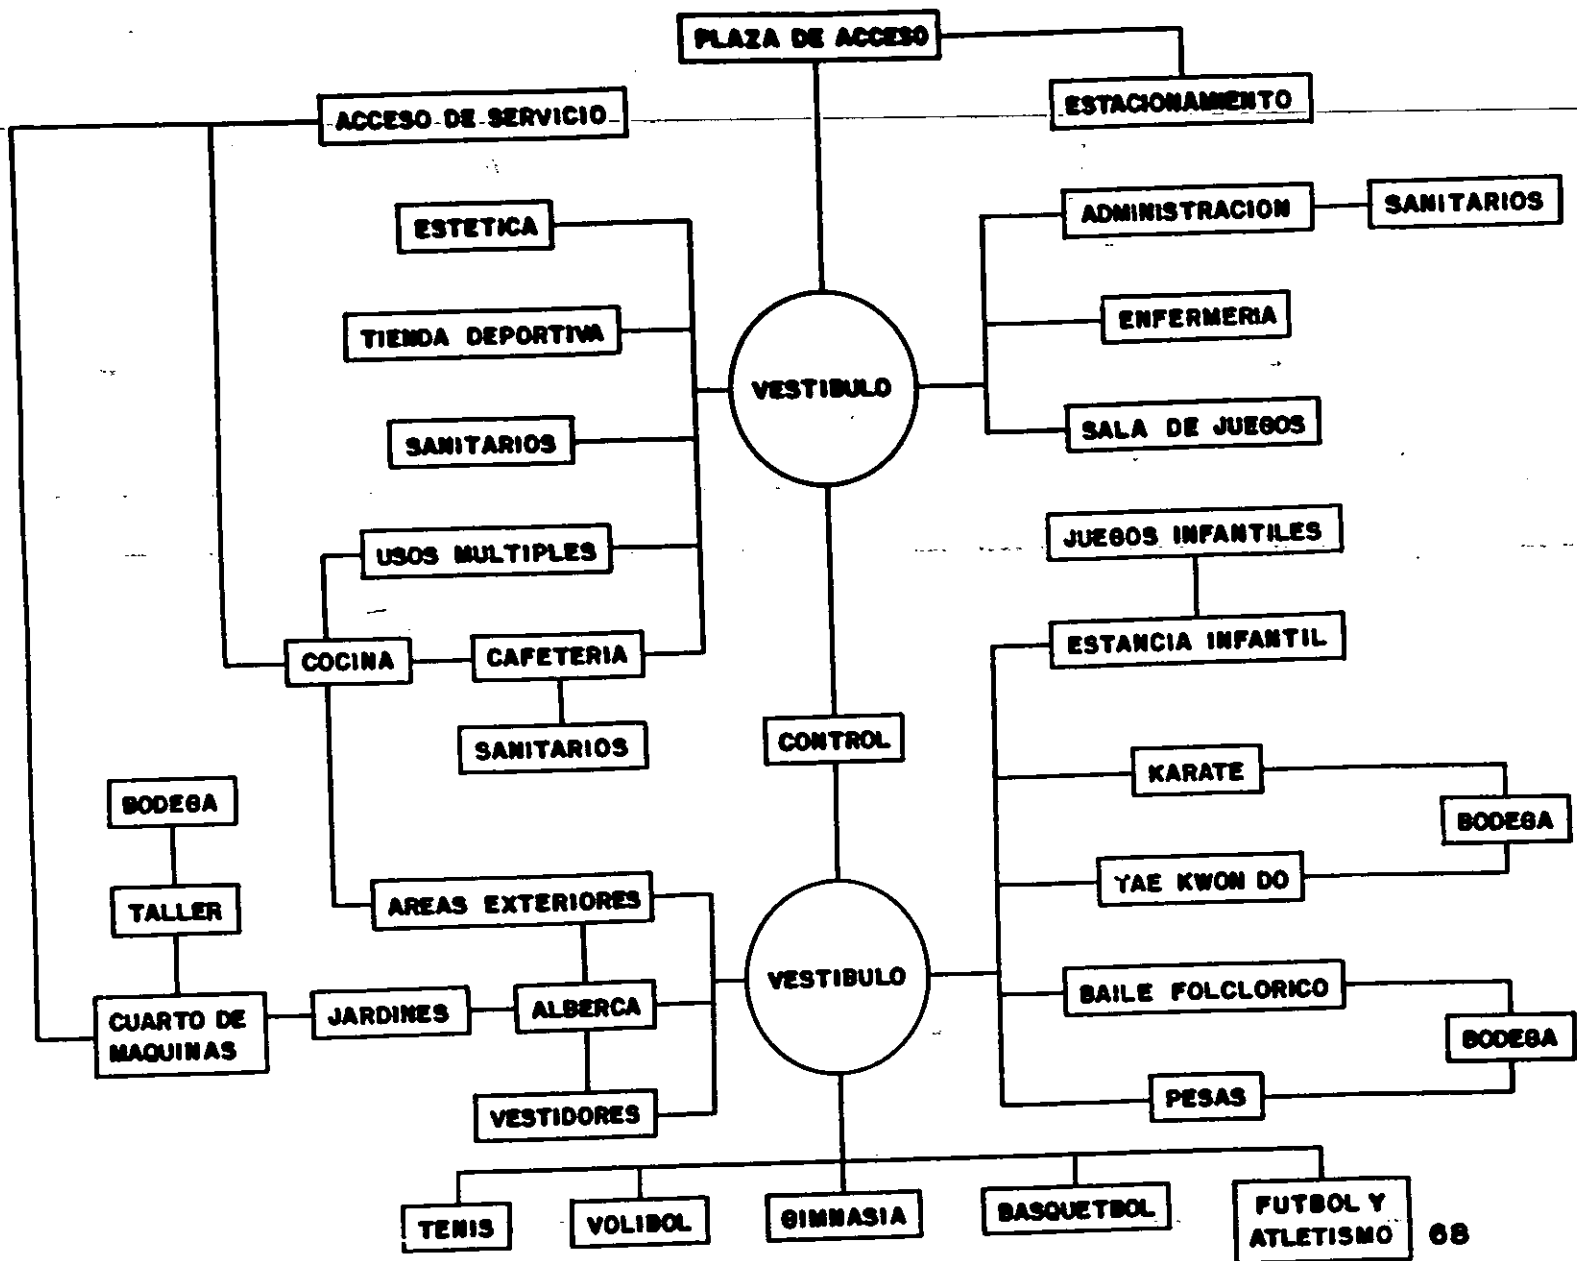 PLAZA DE ACCESO
ESTACIONAMIENTO
ACCESO DE SERVICIO
ADMINISTRACION
SANITARIOS
ESTETICA
ENFERMERIA
TIENDA DEPORTIVA
VESTIBULO
SALA DE JUEGOS
SANITARIOS
JUEGOS INFANTILES
USOS MULTIPLES
ESTANCIA INFANTIL
COCINA
CAFETERIA
SANITARIOS
CONTROL
KARATE
BODEGA
BODEGA
TAE KWON DO
TALLER
AREAS EXTERIORES
VESTIBULO
BAILE FOLCLORICO
BODEGA
CUARTO DE
MAQUINAS
JARDINES
ALBERCA
PESAS
VESTIDORES
TENIS
VOLIBOL
GIMNASIA
BASQUETBOL
FUTBOL Y
ATLETISMO
68